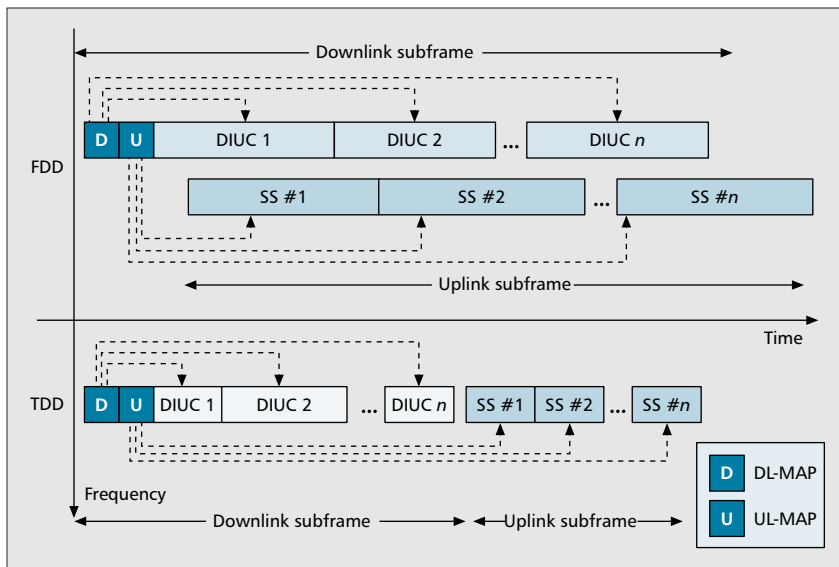 Downlink subframe
D U DIUC 1 DIUC 2 ... DIUC n
FDD
SS #1 SS #2 ... SS #n
Uplink subframe
Time
TDD
D U DIUC 1 DIUC 2 ... DIUC n SS #1 SS #2 ... SS #n
Frequency
D DL-MAP
U UL-MAP
Downlink subframe Uplink subframe